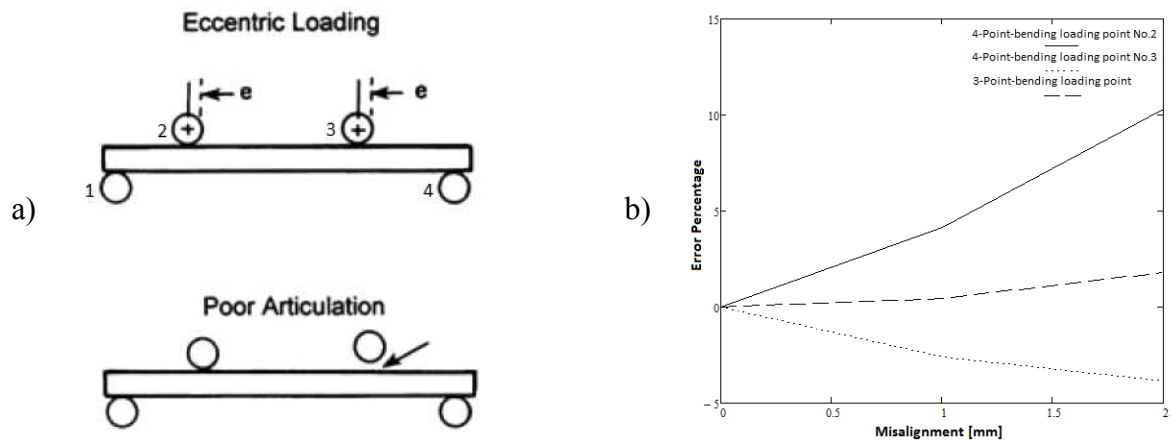 a)
Eccentric Loading
e
e
2
3
1
4
Poor Articulation
b)
15
10
5
0
−5
Error Percentage
4-Point-bending loading point No.2
4-Point-bending loading point No.3
3-Point-bending loading point
0
0.5
1
1.5
2
Misalignment [mm]